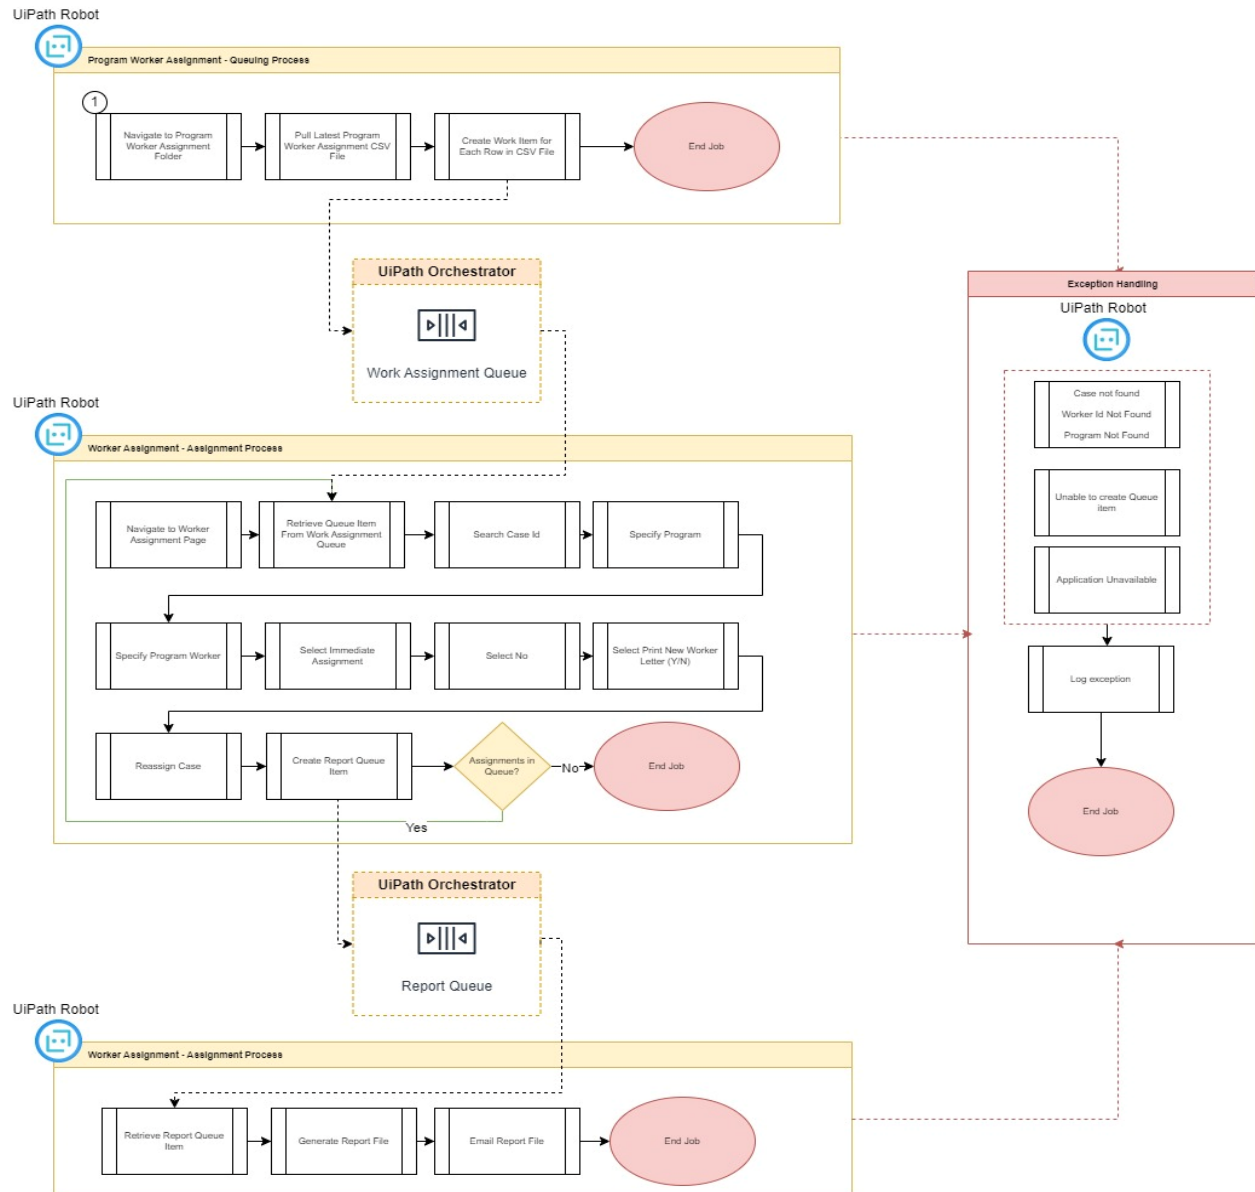 UiPath Robot
Program Worker Assignment - Queuing Process
1
Navigate to Program
Worker Assignment
Folder
Pull Latest Program
Worker Assignment CSV
File
Create Work Item for
Each Row in CSV File
End Job
UiPath Orchestrator
Work Assignment Queue
Exception Handling
UiPath Robot
Case not found
Worker Id Not Found
Program Not Found
Unable to create Queue
item
Application Unavailable
Log exception
End Job
UiPath Robot
Worker Assignment - Assignment Process
Navigate to Worker
Assignment Page
Retrieve Queue Item
From Work Assignment
Queue
Search Case Id
Specify Program
Specify Program Worker
Select Immediate
Assignment
Select No
Select Print New Worker
Letter (Y/N)
Reassign Case
Create Report Queue
Item
Assignments in
Queue?
No
End Job
Yes
UiPath Orchestrator
Report Queue
UiPath Robot
Worker Assignment - Assignment Process
Retrieve Report Queue
Item
Generate Report File
Email Report File
End Job